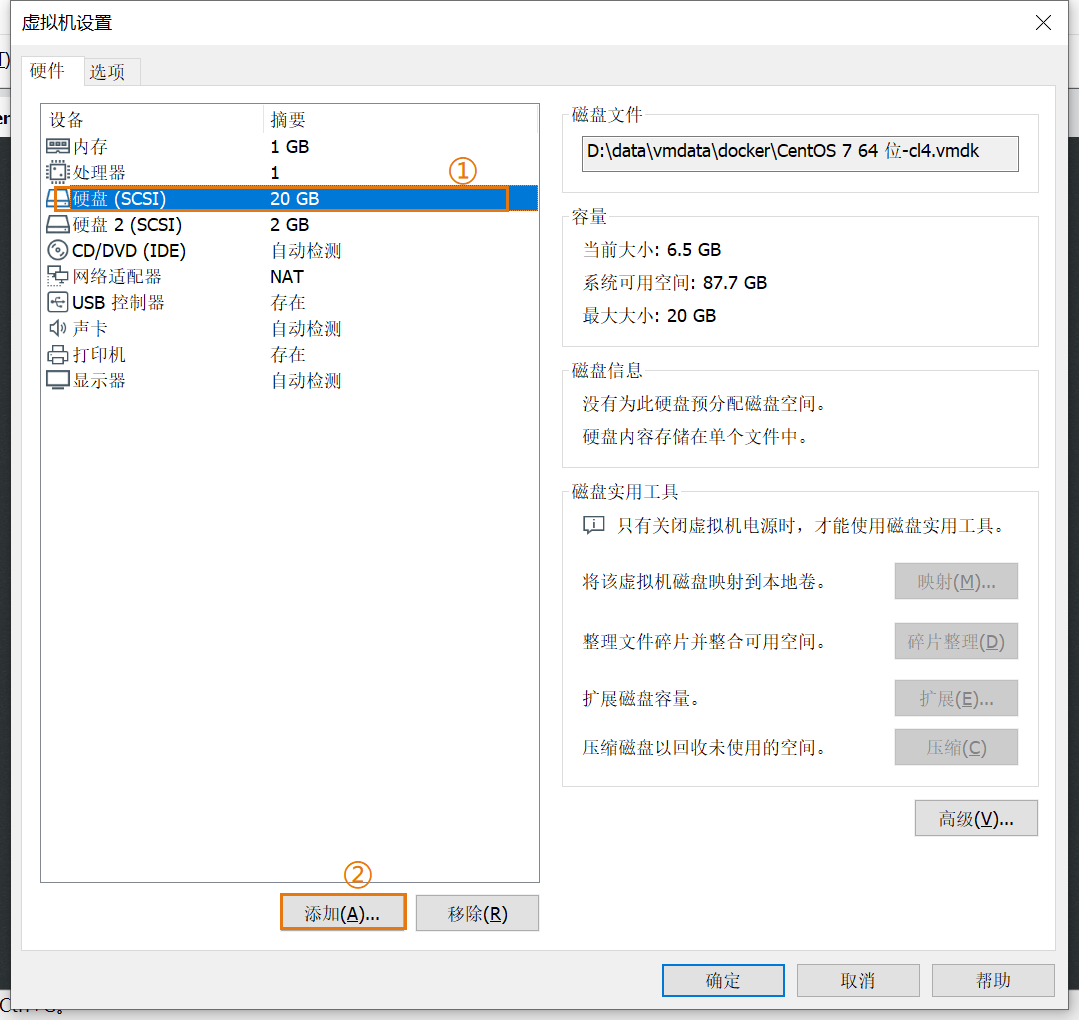 虚拟机设置
硬件 选项
设备 摘要
内存 1 GB
①
处理器 1
硬盘 (SCSI) 20 GB
硬盘 2 (SCSI) 2 GB
CD/DVD (IDE) 自动检测
网络适配器 NAT
USB 控制器 存在
声卡 自动检测
打印机 存在
显示器 自动检测
②
添加(A)... 移除(R)
磁盘文件
D:\data\vmdata\docker\CentOS 7 64 位-cl4.vmdk
容量
当前大小: 6.5 GB
系统可用空间: 87.7 GB
最大大小: 20 GB
磁盘信息
没有为此硬盘预分配磁盘空间。
硬盘内容存储在单个文件中。
磁盘实用工具
只有关闭虚拟机电源时，才能使用磁盘实用工具。
将该虚拟机磁盘映射到本地卷。 映射(M)...
整理文件碎片并整合可用空间。 碎片整理(D)
扩展磁盘容量。 扩展(E)...
压缩磁盘以回收未使用的空间。 压缩(C)
高级(V)...
确定 取消 帮助